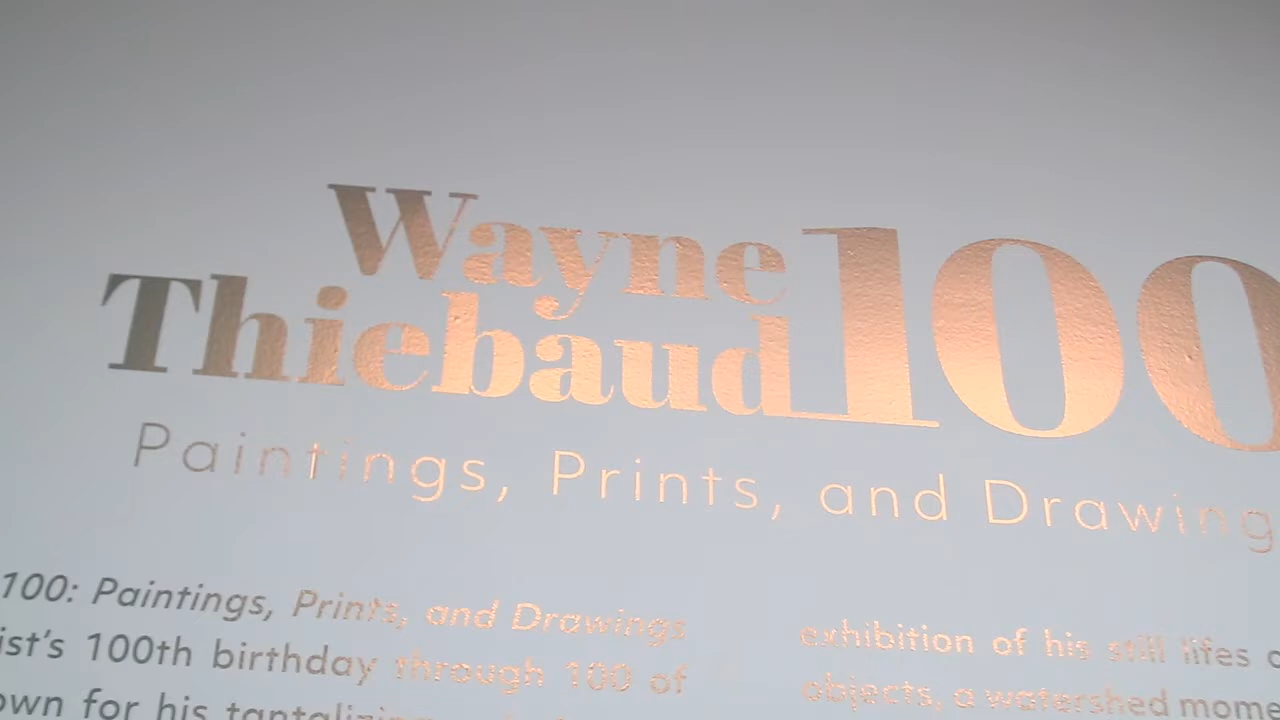 Wayne
Thiebaud 100
Paintings, Prints, and Drawing
100: Paintings, Prints, and Drawings
ist's 100th birthday through 100 of
own for his
exhibition of his still lifes
objects, a watershed mome